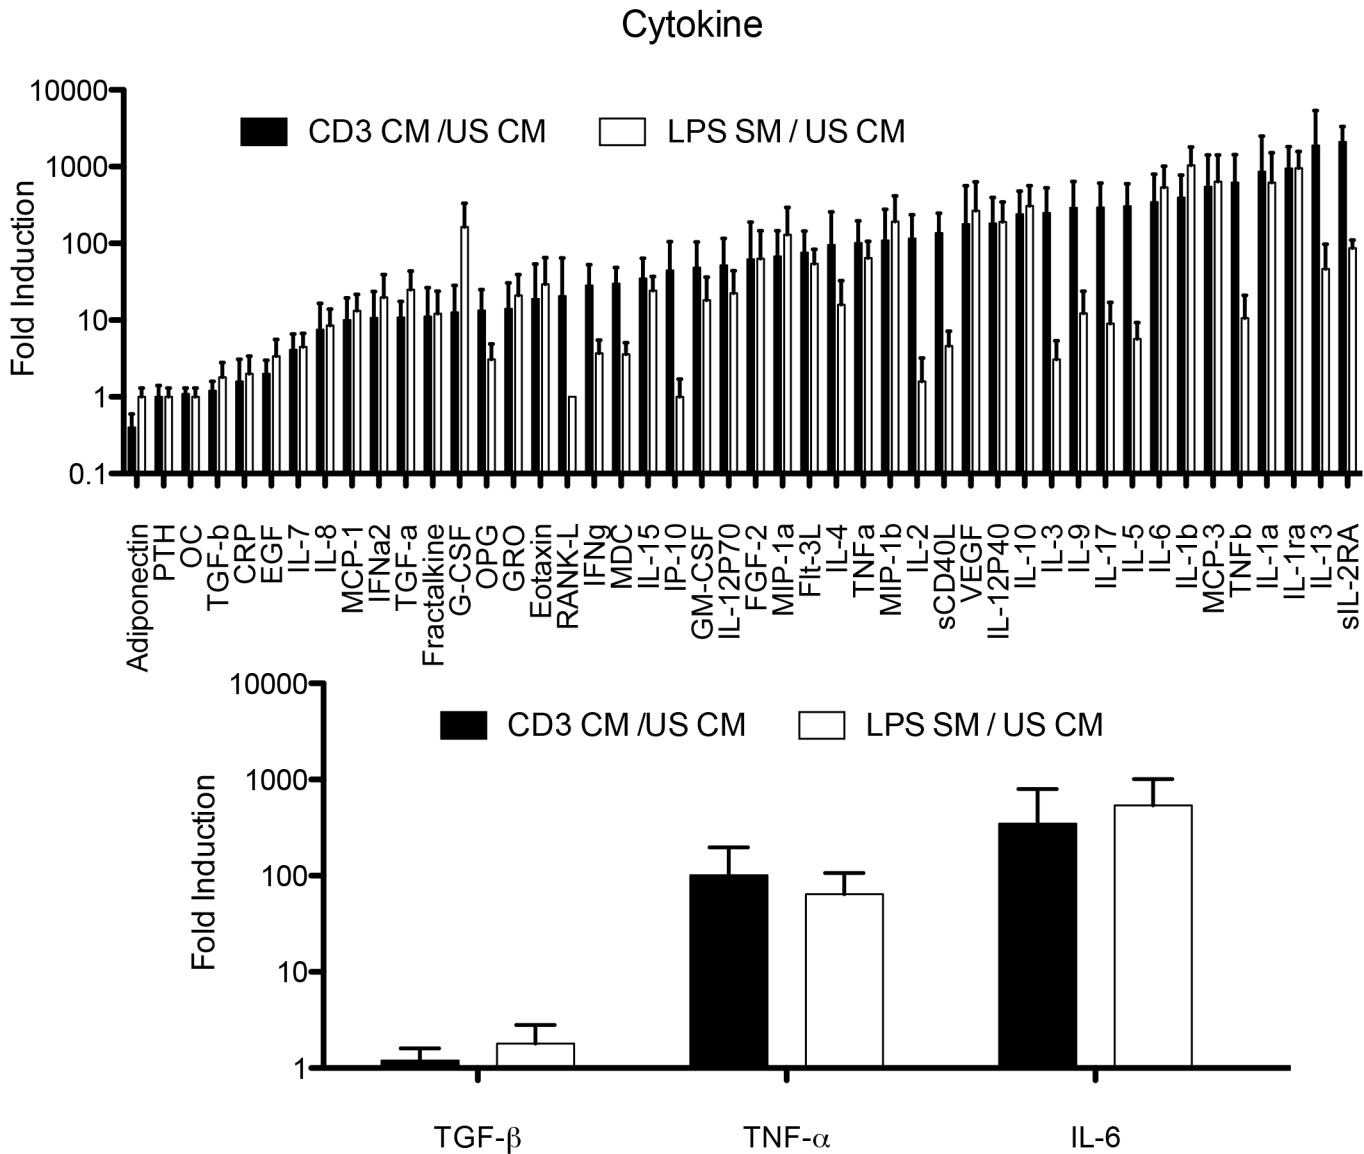 Cytokine
10000
1000
100
10
1
0.1
Fold Induction
CD3 CM /US CM
LPS SM / US CM
Adiponectin
PTH
OC
TGF-b
CRP
EGF
IL-7
IL-8
MCP-1
IFNa2
TGF-a
Fractalkine
G-CSF
OPG
GRO
Eotaxin
RANK-L
IFNg
MDC
IL-15
IP-10
GM-CSF
IL-12P70
FGF-2
MIP-1a
Flt-3L
IL-4
TNFa
MIP-1b
IL-2
sCD40L
VEGF
IL-12P40
IL-10
IL-3
IL-9
IL-17
IL-5
IL-6
IL-1b
MCP-3
TNFb
IL-1a
IL-1ra
IL-13
sIL-2RA
10000
1000
100
10
1
Fold Induction
CD3 CM /US CM
LPS SM / US CM
TGF-β
TNF-α
IL-6